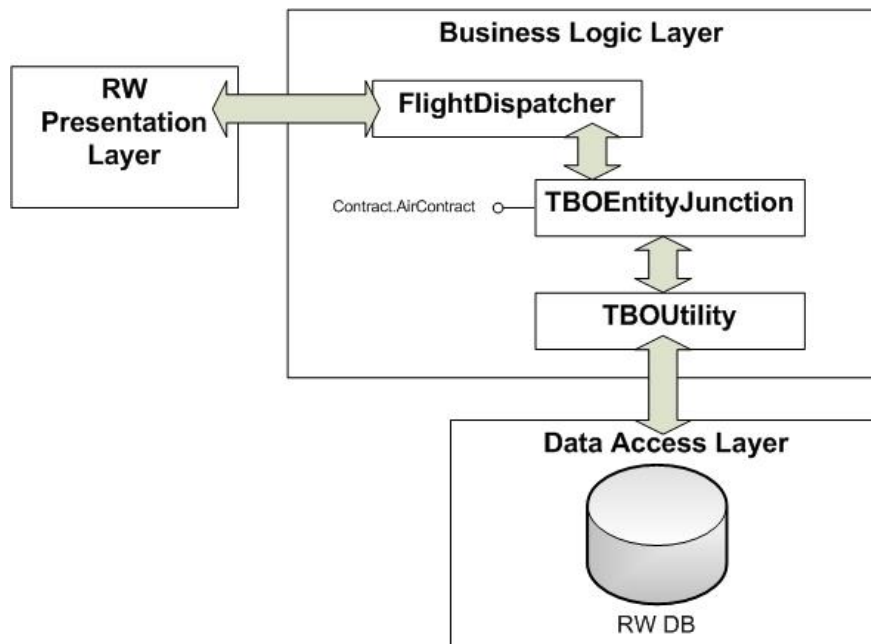 Business Logic Layer
RW
Presentation
Layer
FlightDispatcher
Contract.AirContract
TBOEntityJunction
TBOUtility
Data Access Layer
RW DB